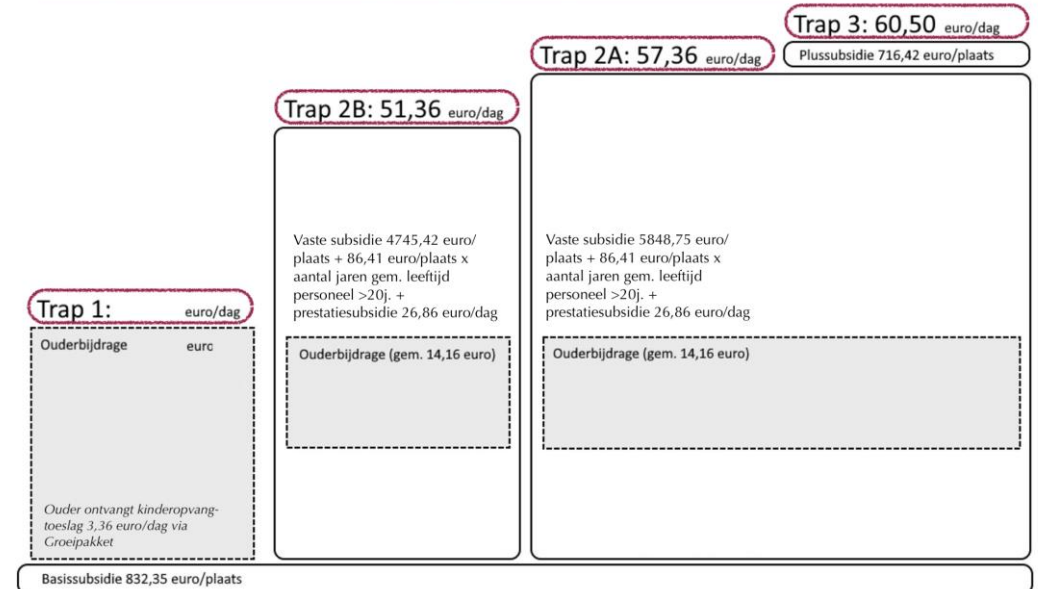 Trap 3: 60,50 euro/dag
Plussubsidie 716,42 euro/plaats
Trap 2A: 57,36 euro/dag
Trap 2B: 51,36 euro/dag
Vaste subsidie 4745,42 euro/
plaats + 86,41 euro/plaats x
aantal jaren gem. leeftijd
personeel >20j. +
prestatiesubsidie 26,86 euro/dag
Vaste subsidie 5848,75 euro/
plaats + 86,41 euro/plaats x
aantal jaren gem. leeftijd
personeel >20j. +
prestatiesubsidie 26,86 euro/dag
Trap 1: euro/dag
Ouderbijdrage
Ouderbijdrage (gem. 14,16 euro)
Ouderbijdrage (gem. 14,16 euro)
Ouder ontvangt kinderopvang-
toeslag 3,36 euro/dag via
Groeipakket
Basissubsidie 832,35 euro/plaats